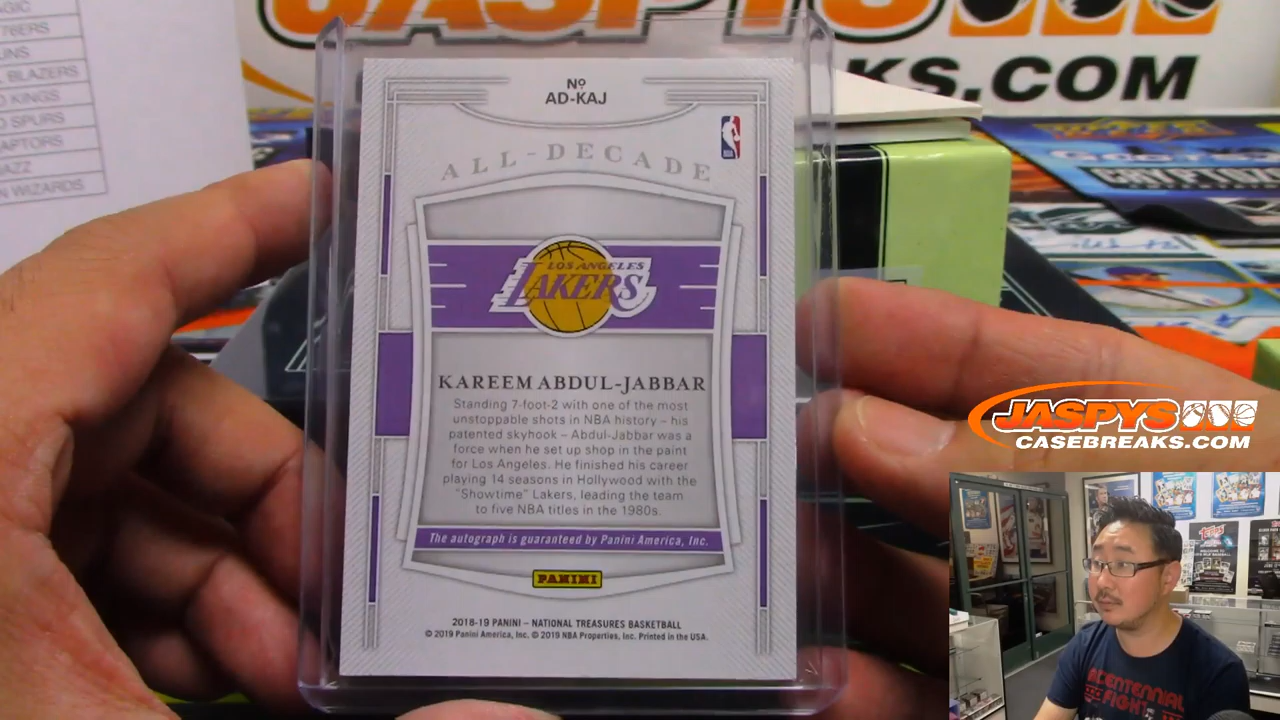 MAGIC
76ERS
SUNS
BLAZERS
KINGS
SPURS
RAPTORS
JAZZ
WIZARDS
JASPYS
KS.COM
Nº
AD-KAJ
ALL-DECADE
LOS ANGELES
LAKERS
KAREEM ABDUL-JABBAR
Standing 7-foot-2 with one of the most
unstoppable shots in NBA history – his
patented skyhook – Abdul-Jabbar was a
force when he set up shop in the paint
for Los Angeles. He finished his career
playing 14 seasons in Hollywood with the
"Showtime" Lakers, leading the team
to five NBA titles in the 1980s.
The autograph is guaranteed by Panini America, Inc.
PANINI
2018-19 PANINI – NATIONAL TREASURES BASKETBALL
© 2019 Panini America, Inc. © 2019 NBA Properties, Inc. Printed in the USA.
JASPYS
CASEBREAKS.COM
Topps